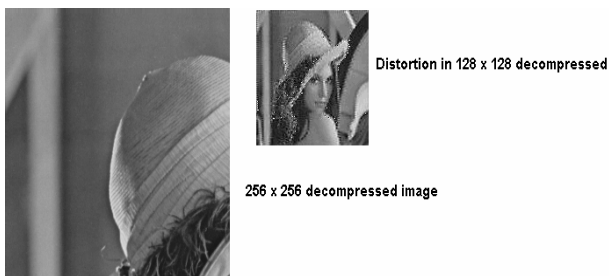 Distortion in 128 x 128 decompressed
256 x 256 decompressed image